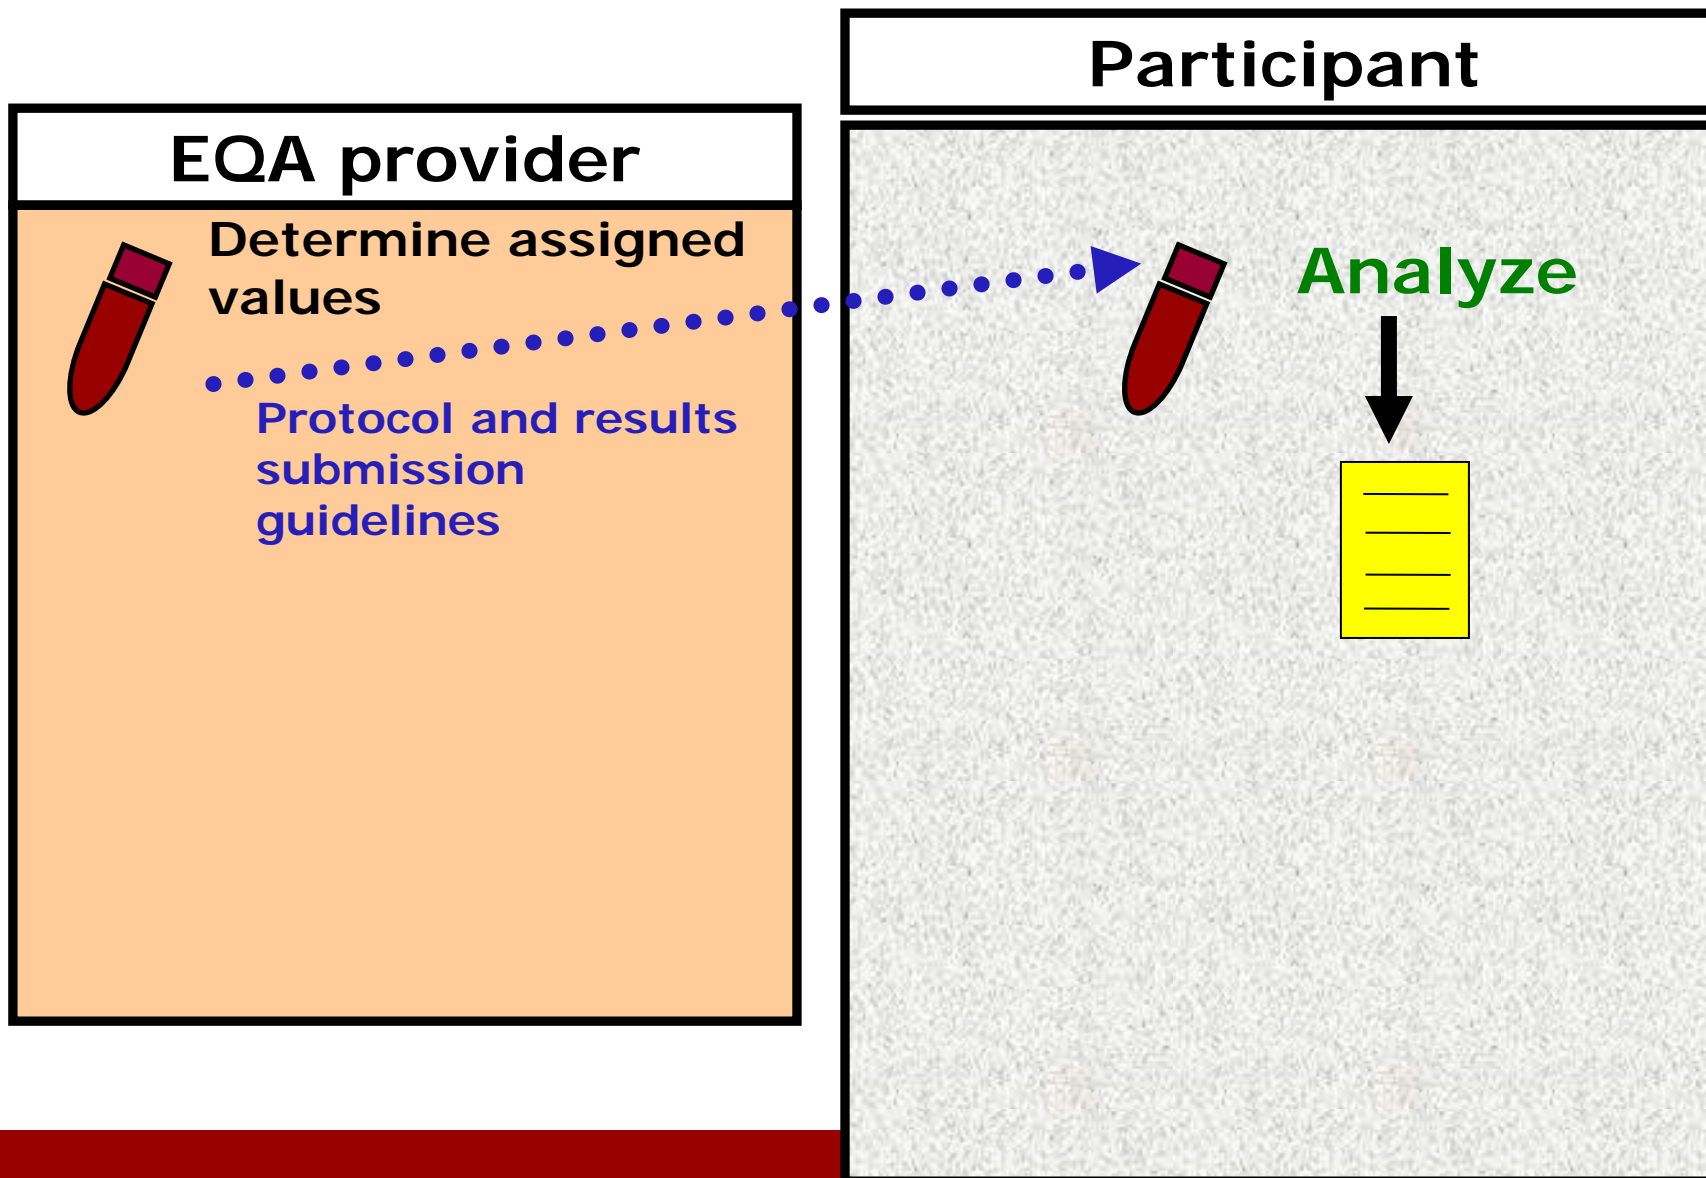 Participant
EQA provider
Determine assigned
values
Analyze
Protocol and results
submission
guidelines